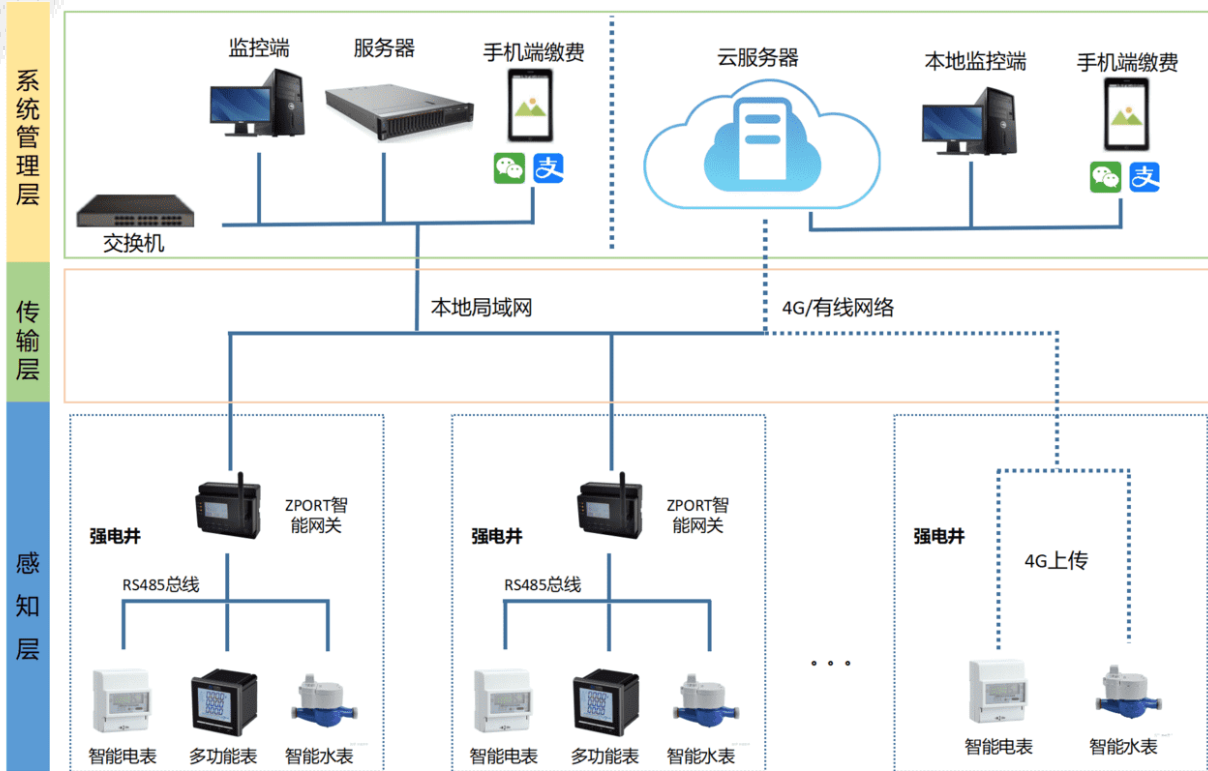 系统管理层
监控端
服务器
手机端缴费
支
交换机
云服务器
本地监控端
手机端缴费
支
传输层
本地局域网
4G/有线网络
感知层
强电井
ZPORT智
能网关
RS485总线
智能电表
多功能表
智能水表
强电井
ZPORT智
能网关
RS485总线
智能电表
多功能表
智能水表
。。。
强电井
4G上传
智能电表
智能水表